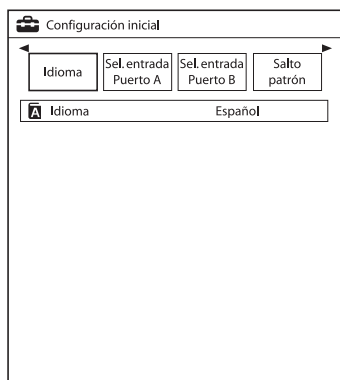 Configuración inicial
Idioma
Sel. entrada
Puerto A
Sel. entrada
Puerto B
Salto
patrón
A Idioma Español